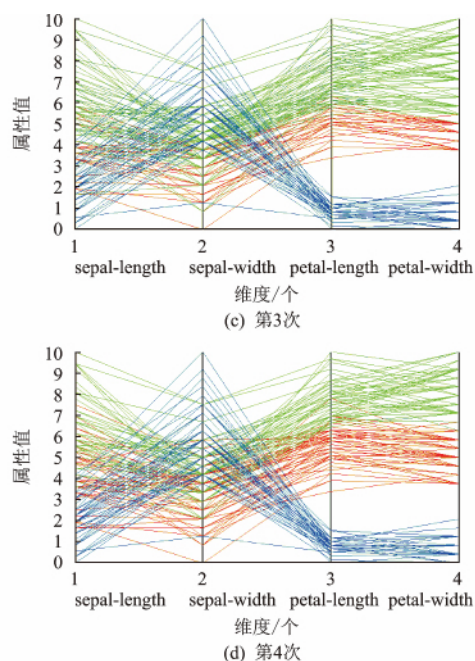 10
9
8
7
6
5
4
3
2
1
0
属性值
1 2 3 4
sepal-length sepal-width petal-length petal-width
维度/个
(c) 第3次
10
9
8
7
6
5
4
3
2
1
0
属性值
1 2 3 4
sepal-length sepal-width petal-length petal-width
维度/个
(d) 第4次